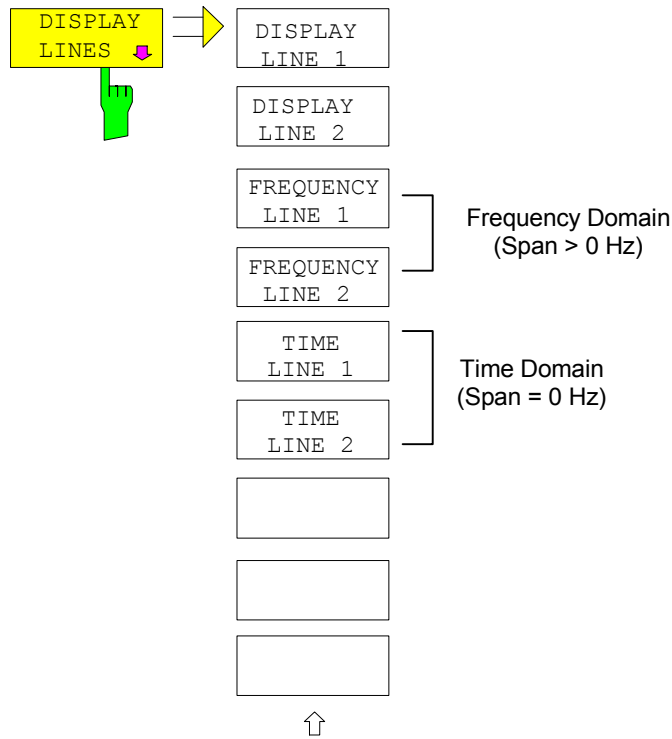 DISPLAY
LINES
DISPLAY
LINE 1
DISPLAY
LINE 2
FREQUENCY
LINE 1
FREQUENCY
LINE 2
Frequency Domain
(Span > 0 Hz)
TIME
LINE 1
TIME
LINE 2
Time Domain
(Span = 0 Hz)